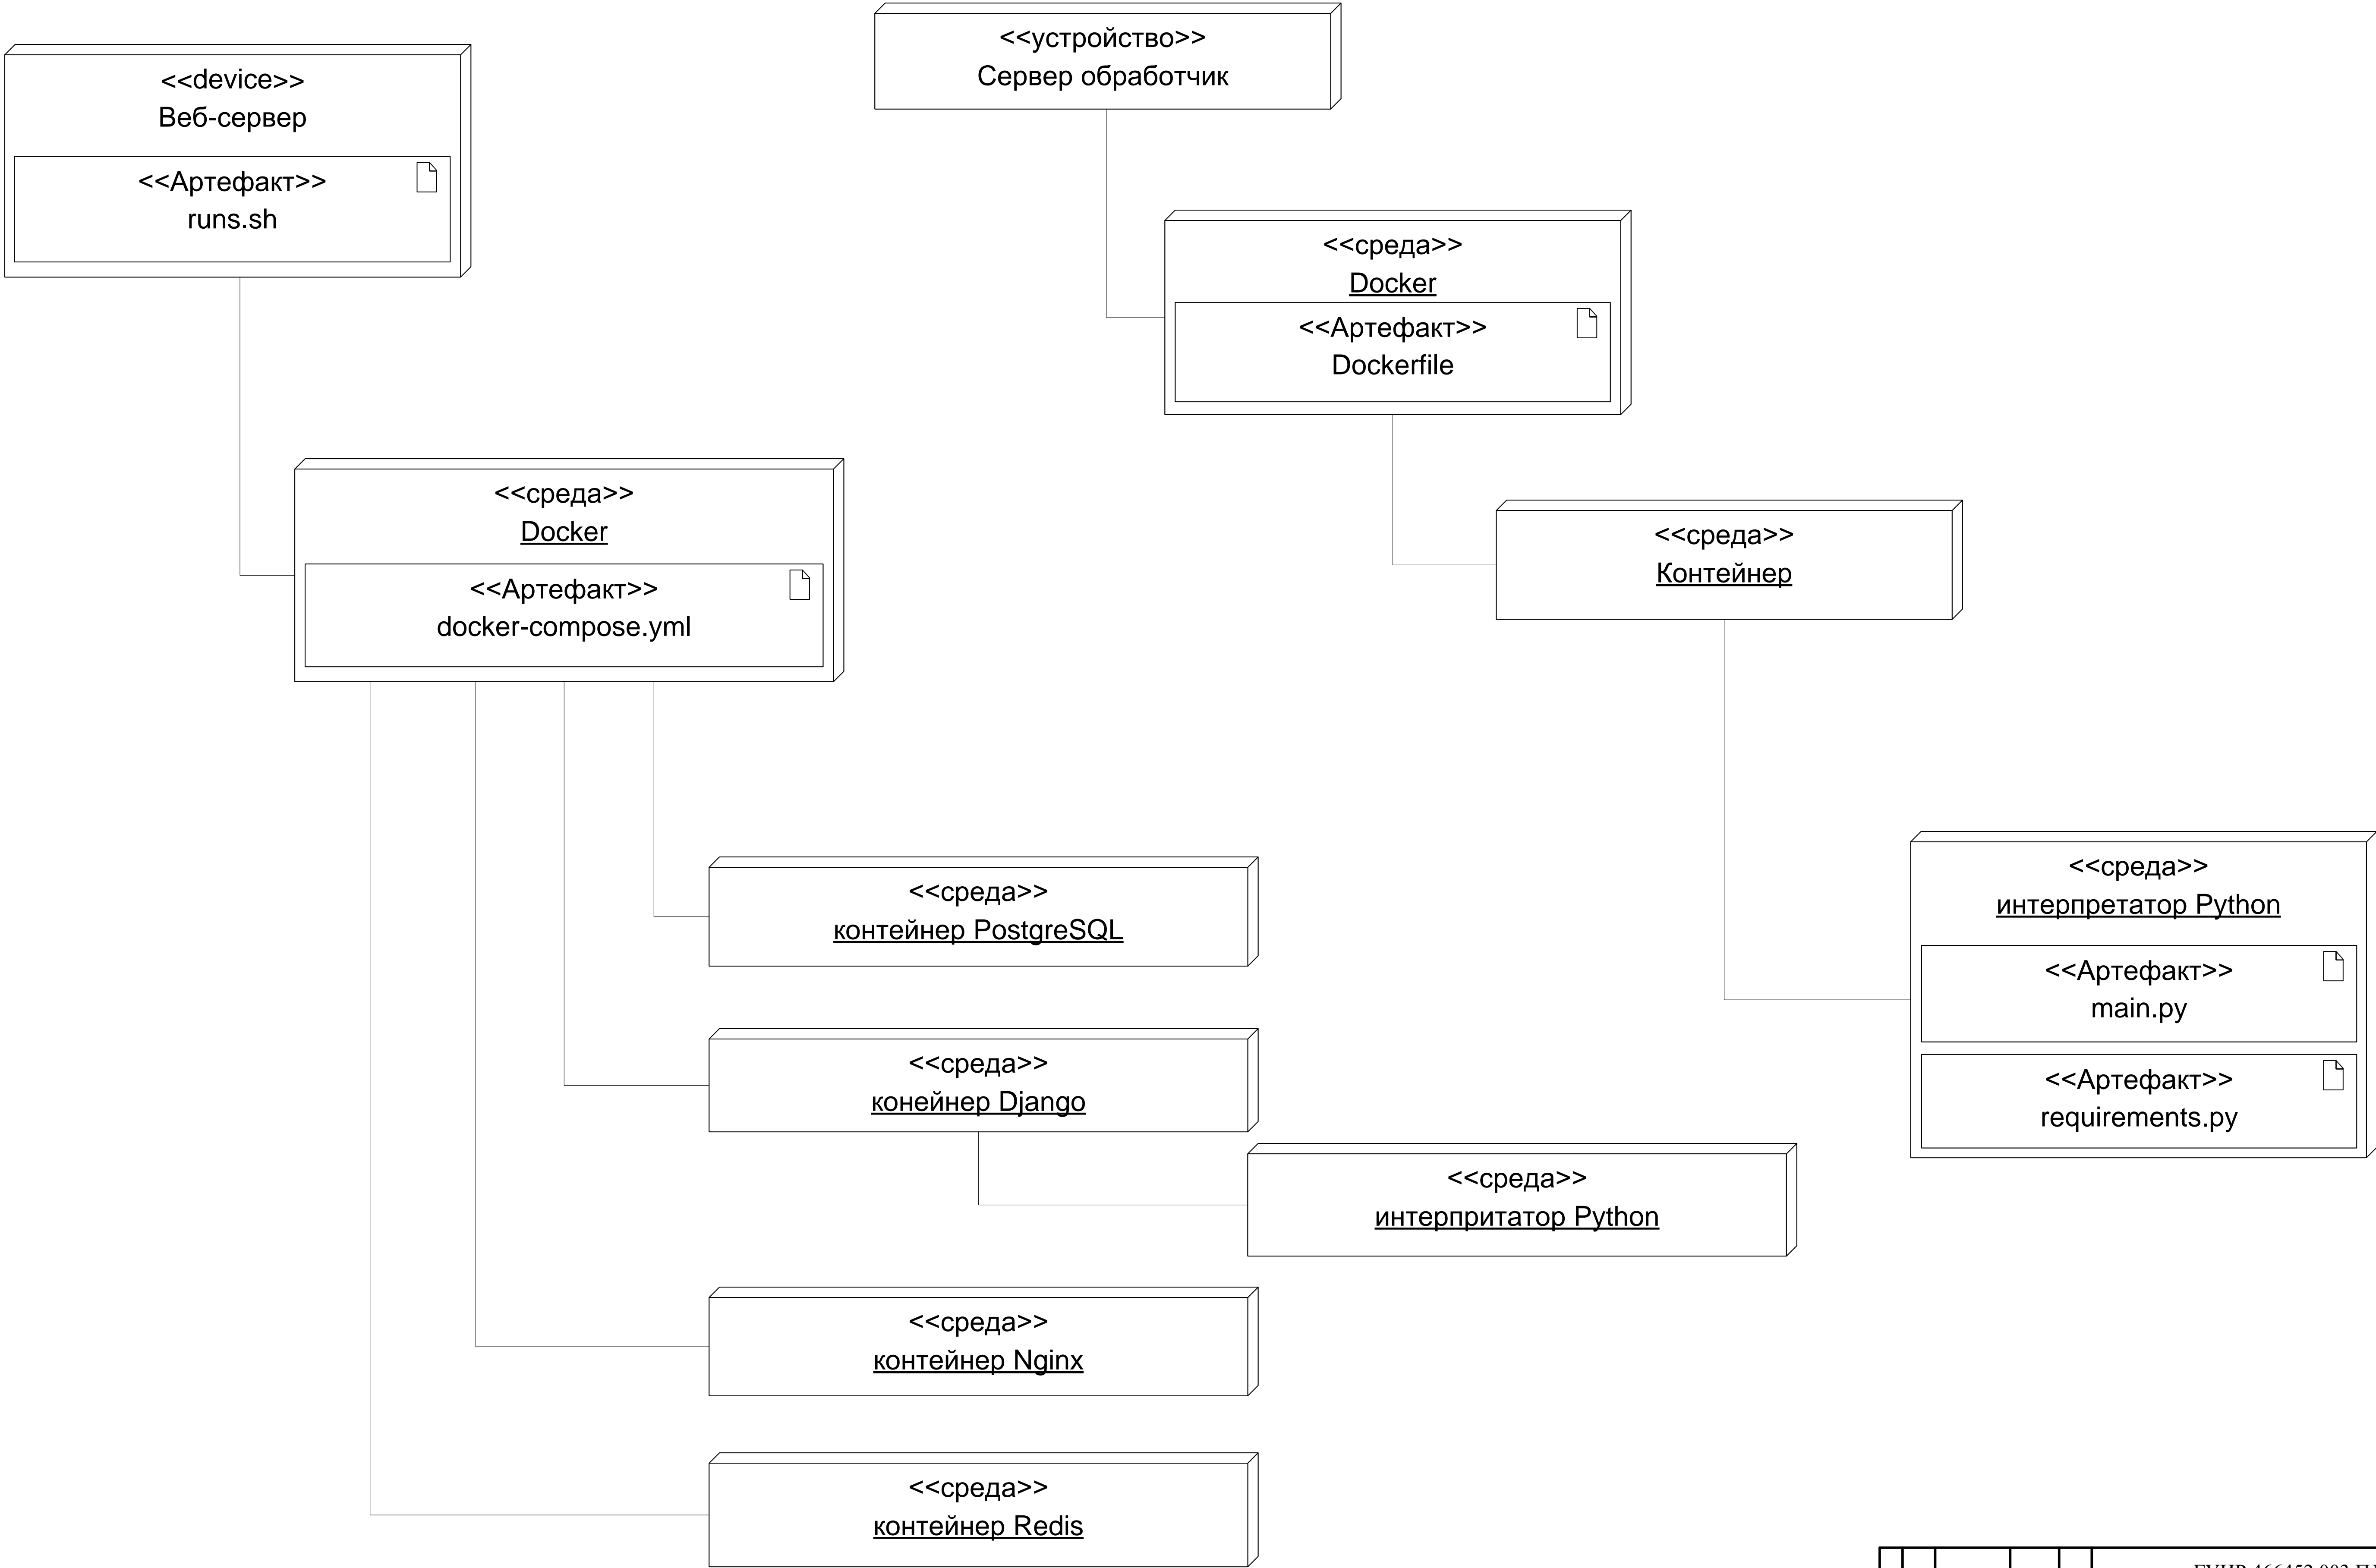 <<device>>
Веб-сервер
<<Артефакт>>
runs.sh
<<устройство>>
Сервер обработчик
<<среда>>
Docker
<<Артефакт>>
Dockerfile
<<среда>>
Docker
<<Артефакт>>
docker-compose.yml
<<среда>>
Контейнер
<<среда>>
контейнер PostgreSQL
<<среда>>
конейнер Django
<<среда>>
интерпритатор Python
<<среда>>
контейнер Nginx
<<среда>>
контейнер Redis
<<среда>>
интерпретатор Python
<<Артефакт>>
main.py
<<Артефакт>>
requirements.py